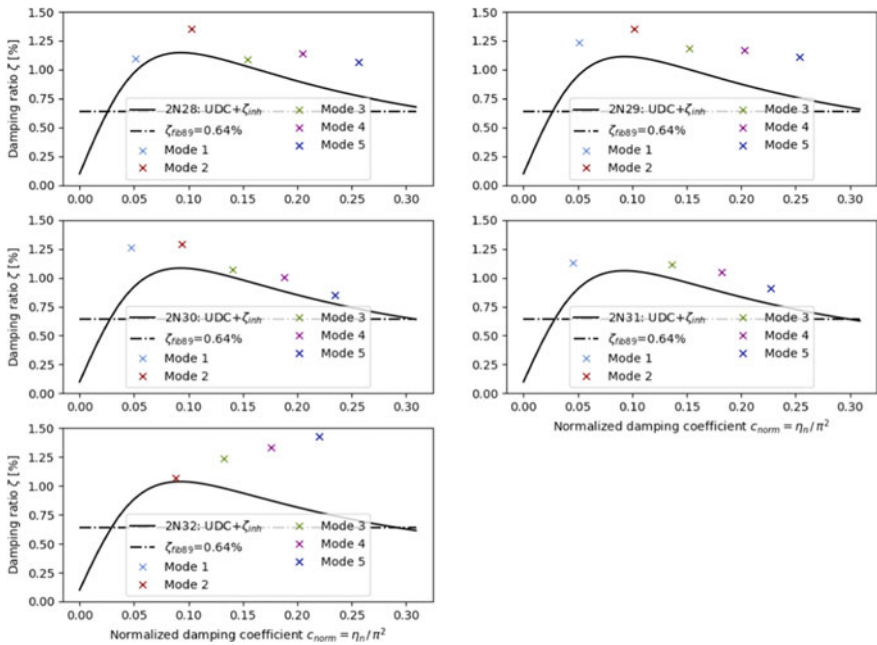 Damping ratio ζ [%]
1.50
1.25
1.00
0.75
0.50
0.25
0.00
2N28: UDC+ζinh
ζfib89=0.64%
Mode 1
Mode 2
Mode 3
Mode 4
Mode 5
0.00 0.05 0.10 0.15 0.20 0.25 0.30
1.50
1.25
1.00
0.75
0.50
0.25
0.00
2N29: UDC+ζinh
ζfib89=0.64%
Mode 1
Mode 2
Mode 3
Mode 4
Mode 5
0.00 0.05 0.10 0.15 0.20 0.25 0.30
Damping ratio ζ [%]
1.50
1.25
1.00
0.75
0.50
0.25
0.00
2N30: UDC+ζinh
ζfib89=0.64%
Mode 1
Mode 2
Mode 3
Mode 4
Mode 5
0.00 0.05 0.10 0.15 0.20 0.25 0.30
1.50
1.25
1.00
0.75
0.50
0.25
0.00
2N31: UDC+ζinh
ζfib89=0.64%
Mode 1
Mode 2
Mode 3
Mode 4
Mode 5
0.00 0.05 0.10 0.15 0.20 0.25 0.30
Normalized damping coefficient cnorm = ηn/π²
Damping ratio ζ [%]
1.50
1.25
1.00
0.75
0.50
0.25
0.00
2N32: UDC+ζinh
ζfib89=0.64%
Mode 1
Mode 2
Mode 3
Mode 4
Mode 5
0.00 0.05 0.10 0.15 0.20 0.25 0.30
Normalized damping coefficient cnorm = ηn/π²